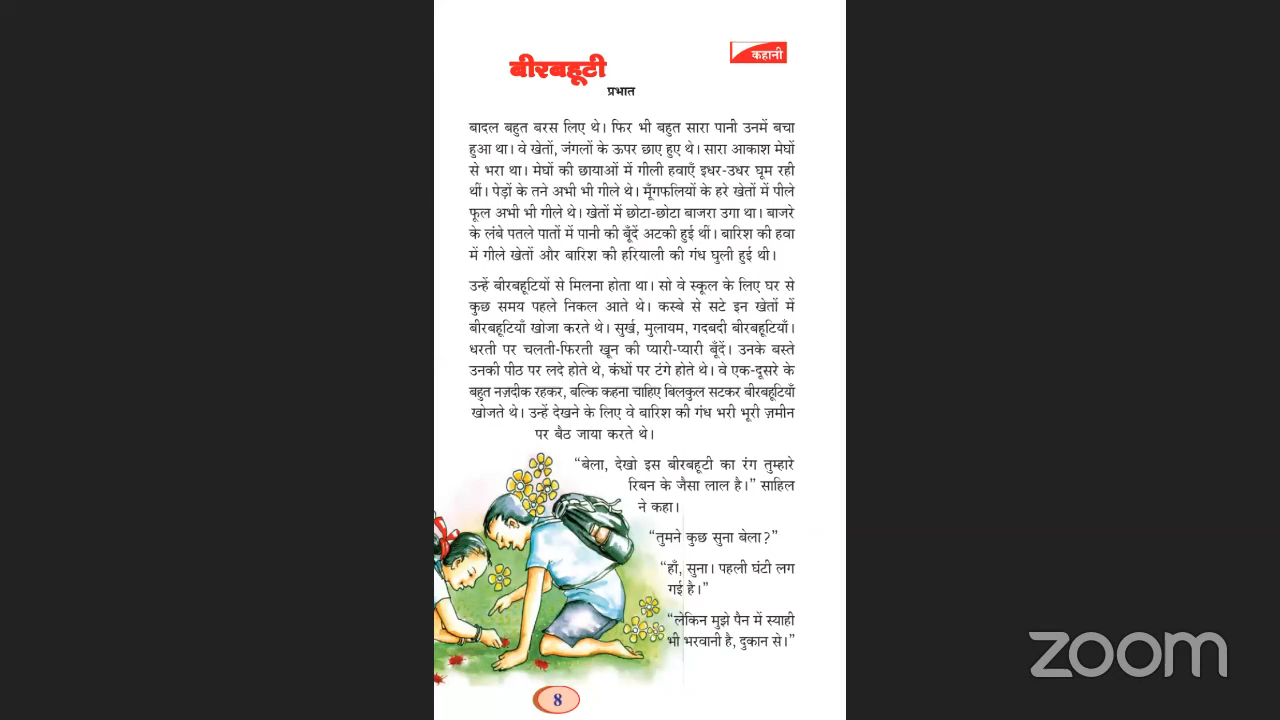 कहानी
बीरबहूटी
प्रभात
बादल बहुत बरस लिए थे। फिर भी बहुत सारा पानी उनमें बचा
हुआ था। वे खेतों, जंगलों के ऊपर छाए हुए थे। सारा आकाश मेघों
से भरा था। मेघों की छायाओं में गीली हवाएँ इधर-उधर घूम रही
थीं। पेड़ों के तने अभी भी गीले थे। मूँगफलियों के हरे खेतों में पीले
फूल अभी भी गीले थे। खेतों में छोटा-छोटा बाजरा उगा था। बाजरे
के लंबे पतले पातों में पानी की बूँदें अटकी हुई थीं। बारिश की हवा
में गीले खेतों और बारिश की हरियाली की गंध घुली हुई थी।
उन्हें बीरबहूटियों से मिलना होता था। सो वे स्कूल के लिए घर से
कुछ समय पहले निकल आते थे। कस्बे से सटे इन खेतों में
बीरबहूटियाँ खोजा करते थे। सुर्ख, मुलायम, गदबदी बीरबहूटियाँ।
धरती पर चलती-फिरती खून की प्यारी-प्यारी बूँदें। उनके बस्ते
उनकी पीठ पर लदे होते थे, कंधों पर टंगे होते थे। वे एक-दूसरे के
बहुत नज़दीक रहकर, बल्कि कहना चाहिए बिलकुल सटकर बीरबहूटियाँ
खोजते थे। उन्हें देखने के लिए वे बारिश की गंध भरी भूरी ज़मीन
पर बैठ जाया करते थे।
“बेला, देखो इस बीरबहूटी का रंग तुम्हारे
रिबन के जैसा लाल है।” साहिल
ने कहा।
“तुमने कुछ सुना बेला?”
“हाँ, सुना। पहली घंटी लग
गई है।”
“लेकिन मुझे पैन में स्याही
भी भरवानी है, दुकान से।”
8
zoom